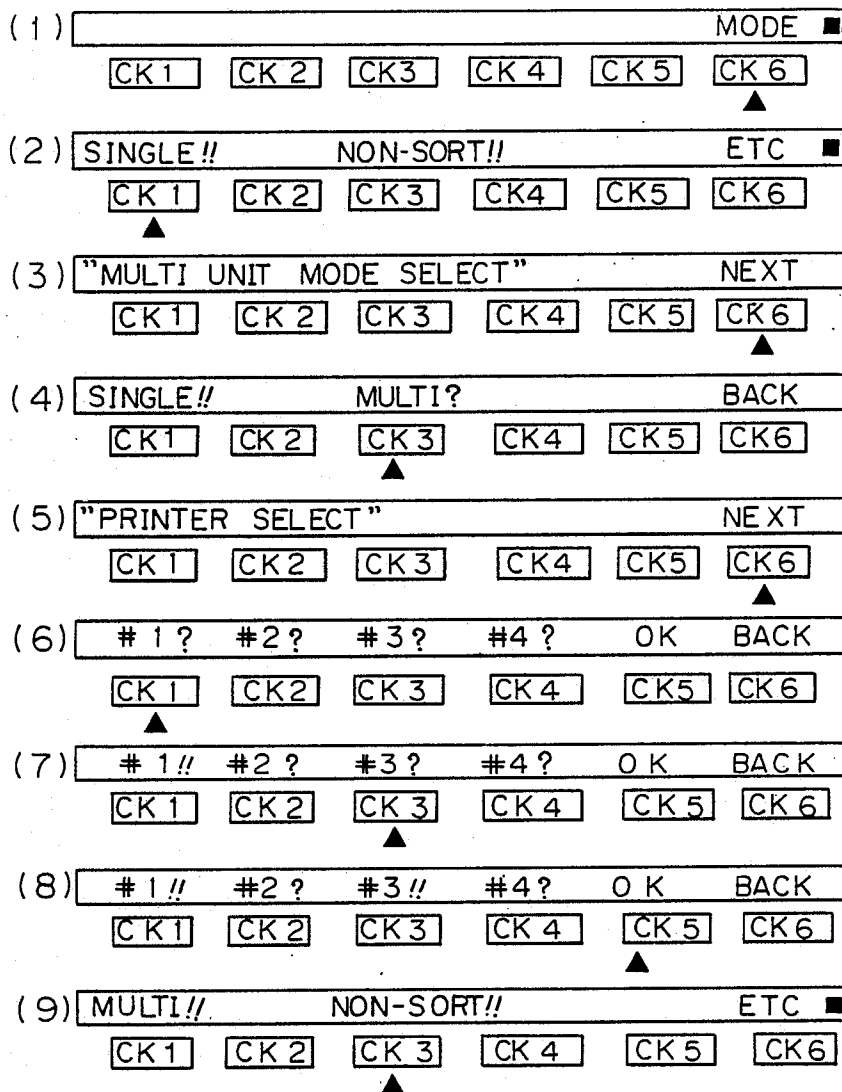 (1) MODE ■
CK1 CK2 CK3 CK4 CK5 CK6
(2) SINGLE!! NON-SORT!! ETC ■
CK1 CK2 CK3 CK4 CK5 CK6
(3) "MULTI UNIT MODE SELECT" NEXT
CK1 CK2 CK3 CK4 CK5 CK6
(4) SINGLE!! MULTI? BACK
CK1 CK2 CK3 CK4 CK5 CK6
(5) "PRINTER SELECT" NEXT
CK1 CK2 CK3 CK4 CK5 CK6
(6) #1? #2? #3? #4? OK BACK
CK1 CK2 CK3 CK4 CK5 CK6
(7) #1!! #2? #3? #4? OK BACK
CK1 CK2 CK3 CK4 CK5 CK6
(8) #1!! #2? #3!! #4? OK BACK
CK1 CK2 CK3 CK4 CK5 CK6
(9) MULTI!! NON-SORT!! ETC ■
CK1 CK2 CK3 CK4 CK5 CK6